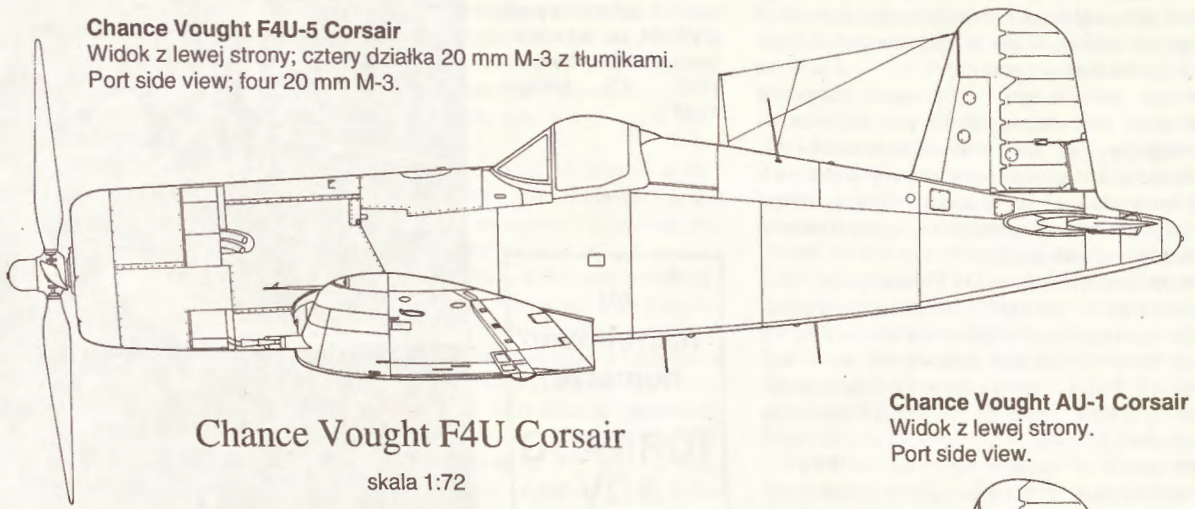 Chance Vought F4U-5 Corsair
Widok z lewej strony; cztery działka 20 mm M-3 z tłumikami.
Port side view; four 20 mm M-3.
Chance Vought F4U Corsair
skala 1:72
Chance Vought AU-1 Corsair
Widok z lewej strony.
Port side view.